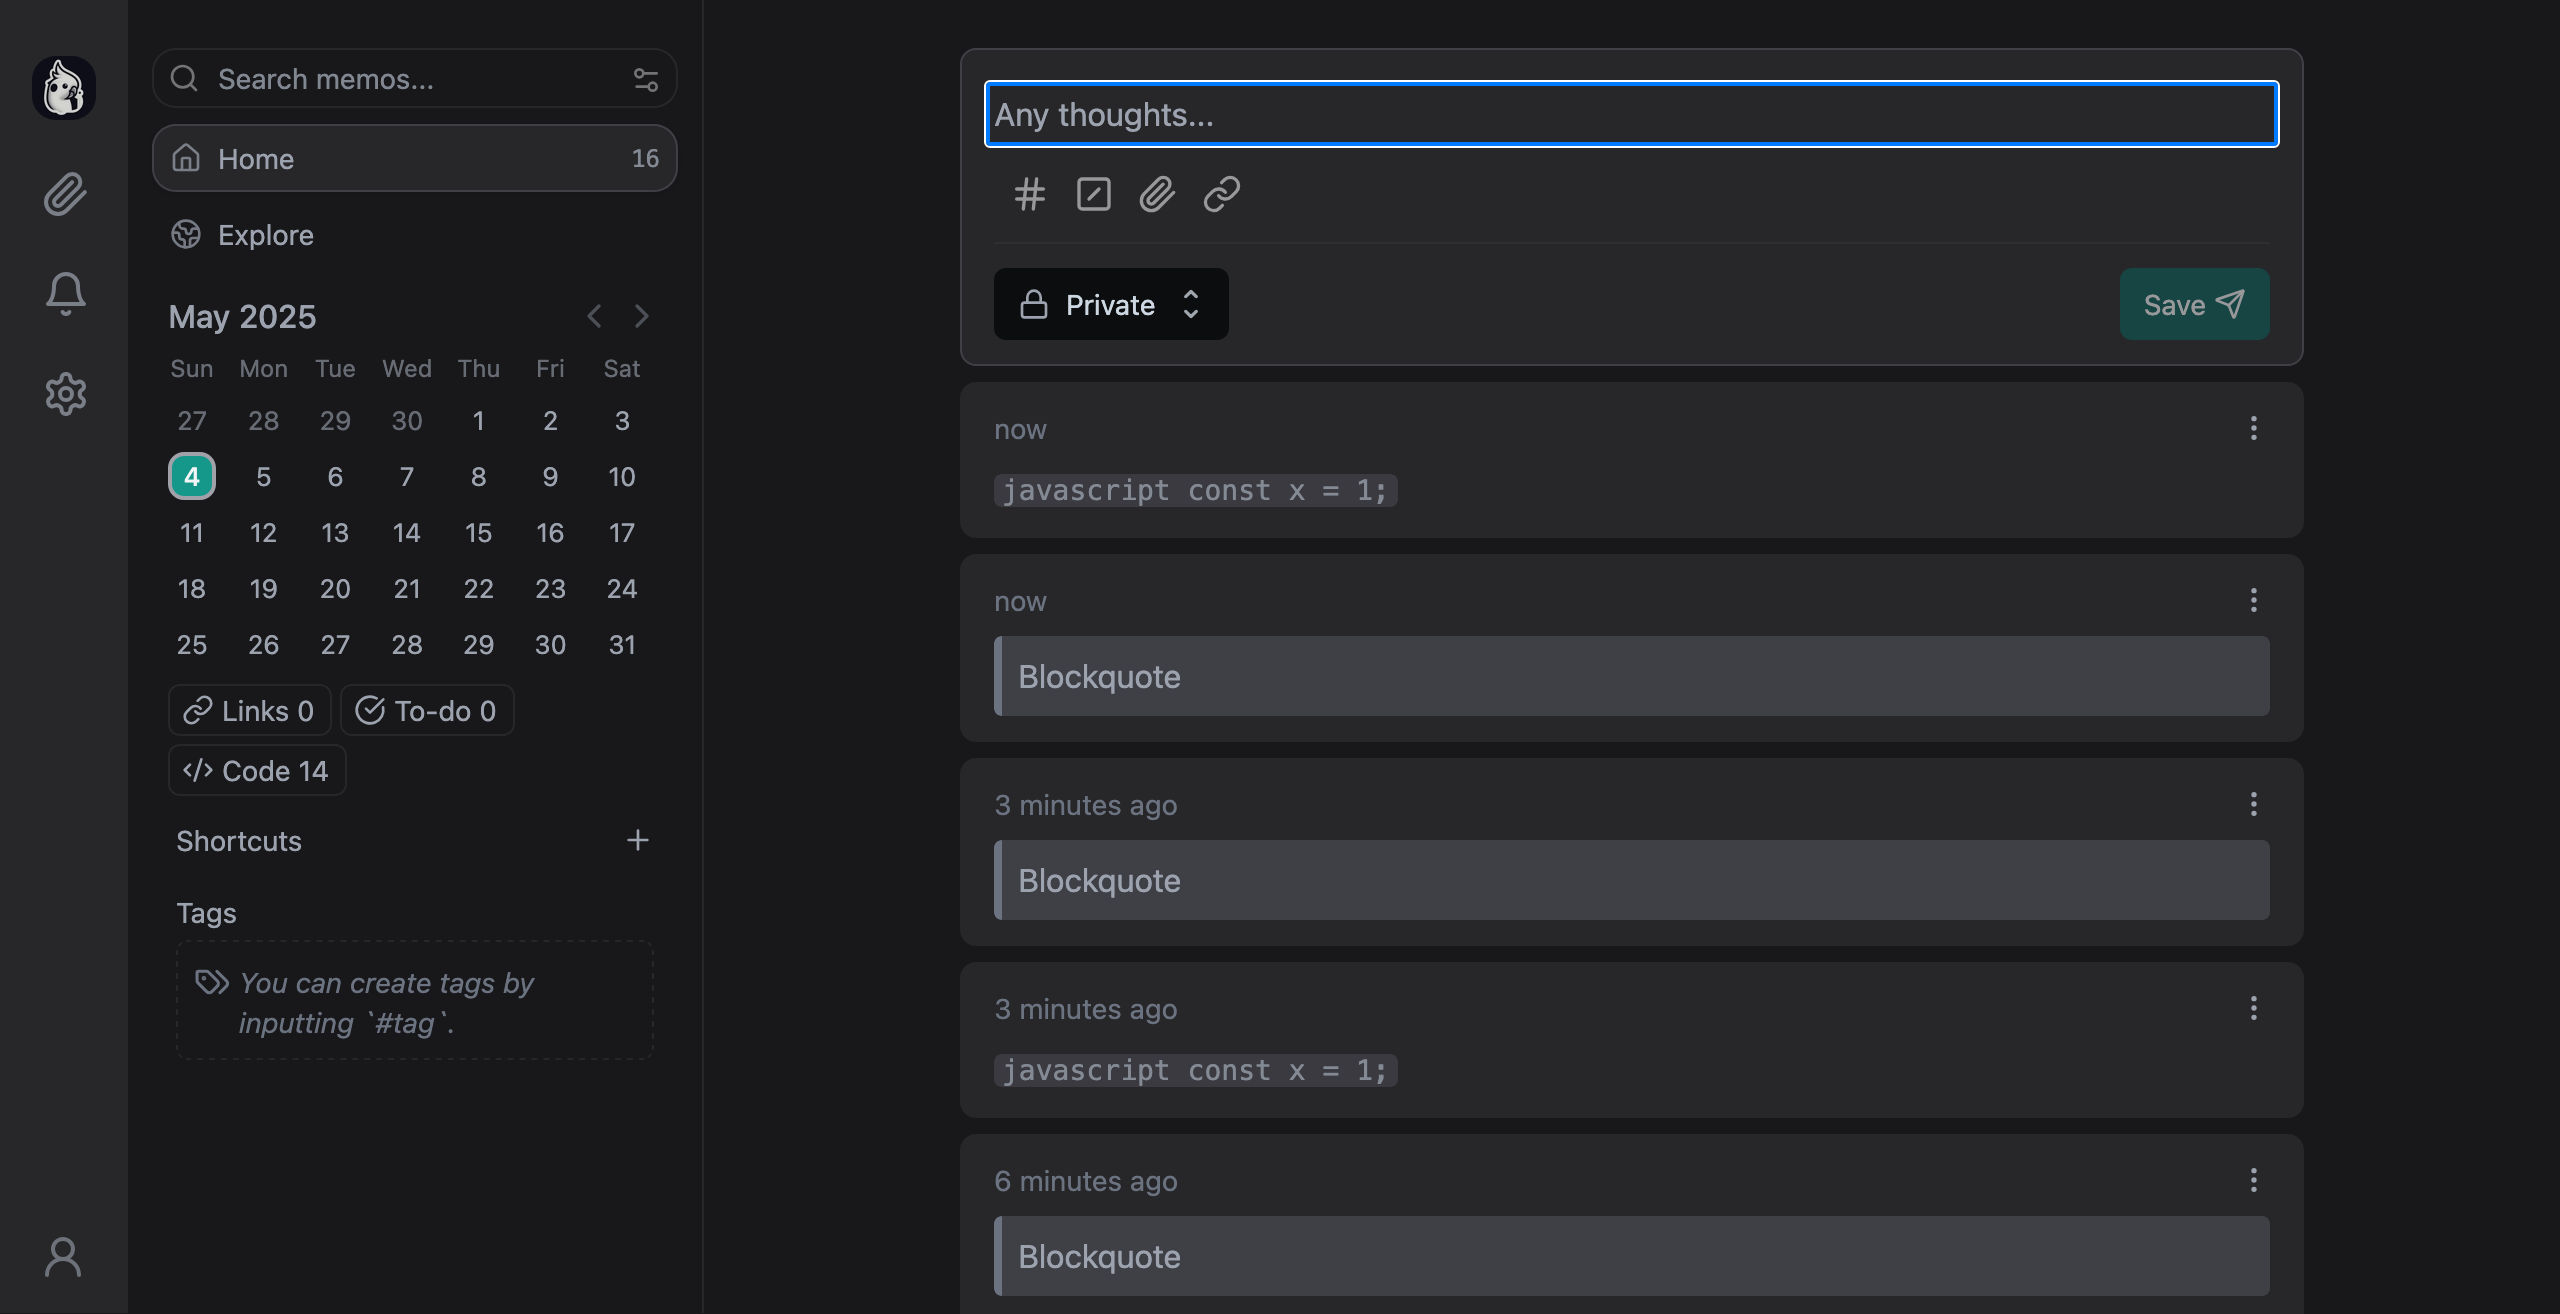 Search memos...
Home 16
Explore
May 2025
Sun Mon Tue Wed Thu Fri Sat
27 28 29 30 1 2 3
4 5 6 7 8 9 10
11 12 13 14 15 16 17
18 19 20 21 22 23 24
25 26 27 28 29 30 31
Links 0 To-do 0
Code 14
Shortcuts
Tags
You can create tags by
inputting `#tag`.
Any thoughts...
Private
Save
now
javascript const x = 1;
now
Blockquote
3 minutes ago
Blockquote
3 minutes ago
javascript const x = 1;
6 minutes ago
Blockquote